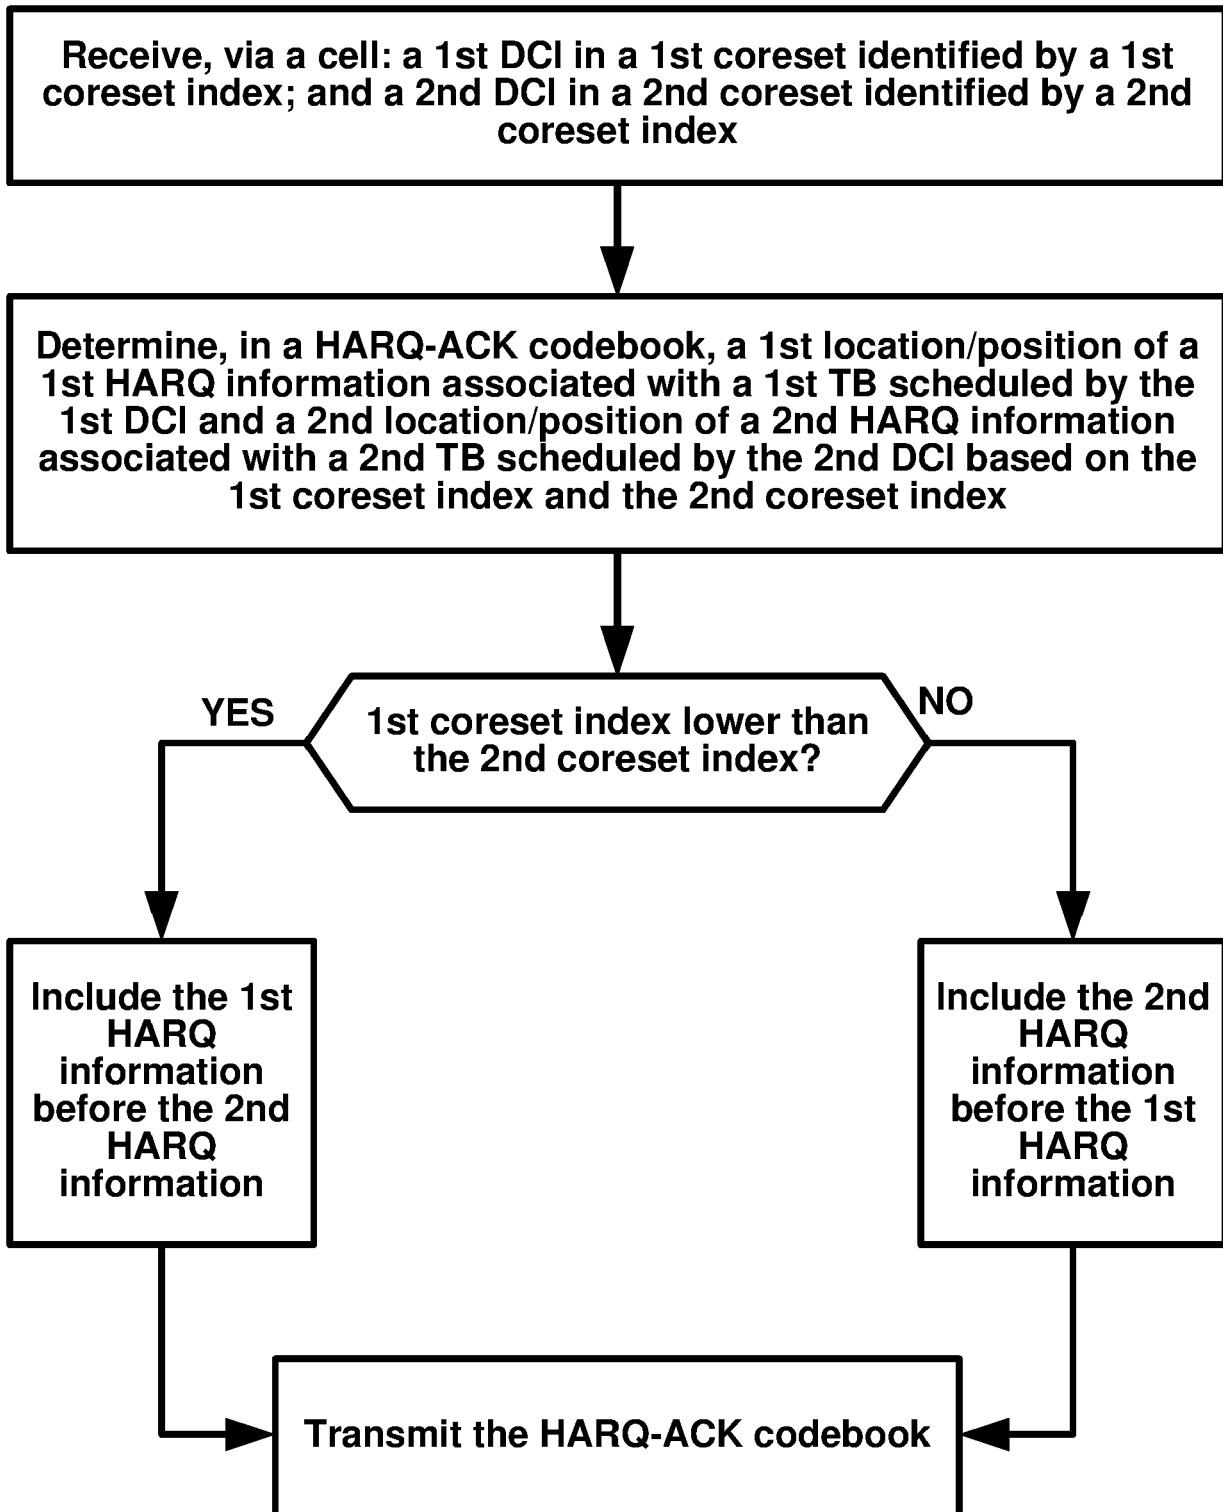 Receive, via a cell: a 1st DCI in a 1st coreset identified by a 1st
coreset index; and a 2nd DCI in a 2nd coreset identified by a 2nd
coreset index
Determine, in a HARQ-ACK codebook, a 1st location/position of a
1st HARQ information associated with a 1st TB scheduled by the
1st DCI and a 2nd location/position of a 2nd HARQ information
associated with a 2nd TB scheduled by the 2nd DCI based on the
1st coreset index and the 2nd coreset index
YES
NO
1st coreset index lower than
the 2nd coreset index?
Include the 1st
HARQ
information
before the 2nd
HARQ
information
Include the 2nd
HARQ
information
before the 1st
HARQ
information
Transmit the HARQ-ACK codebook